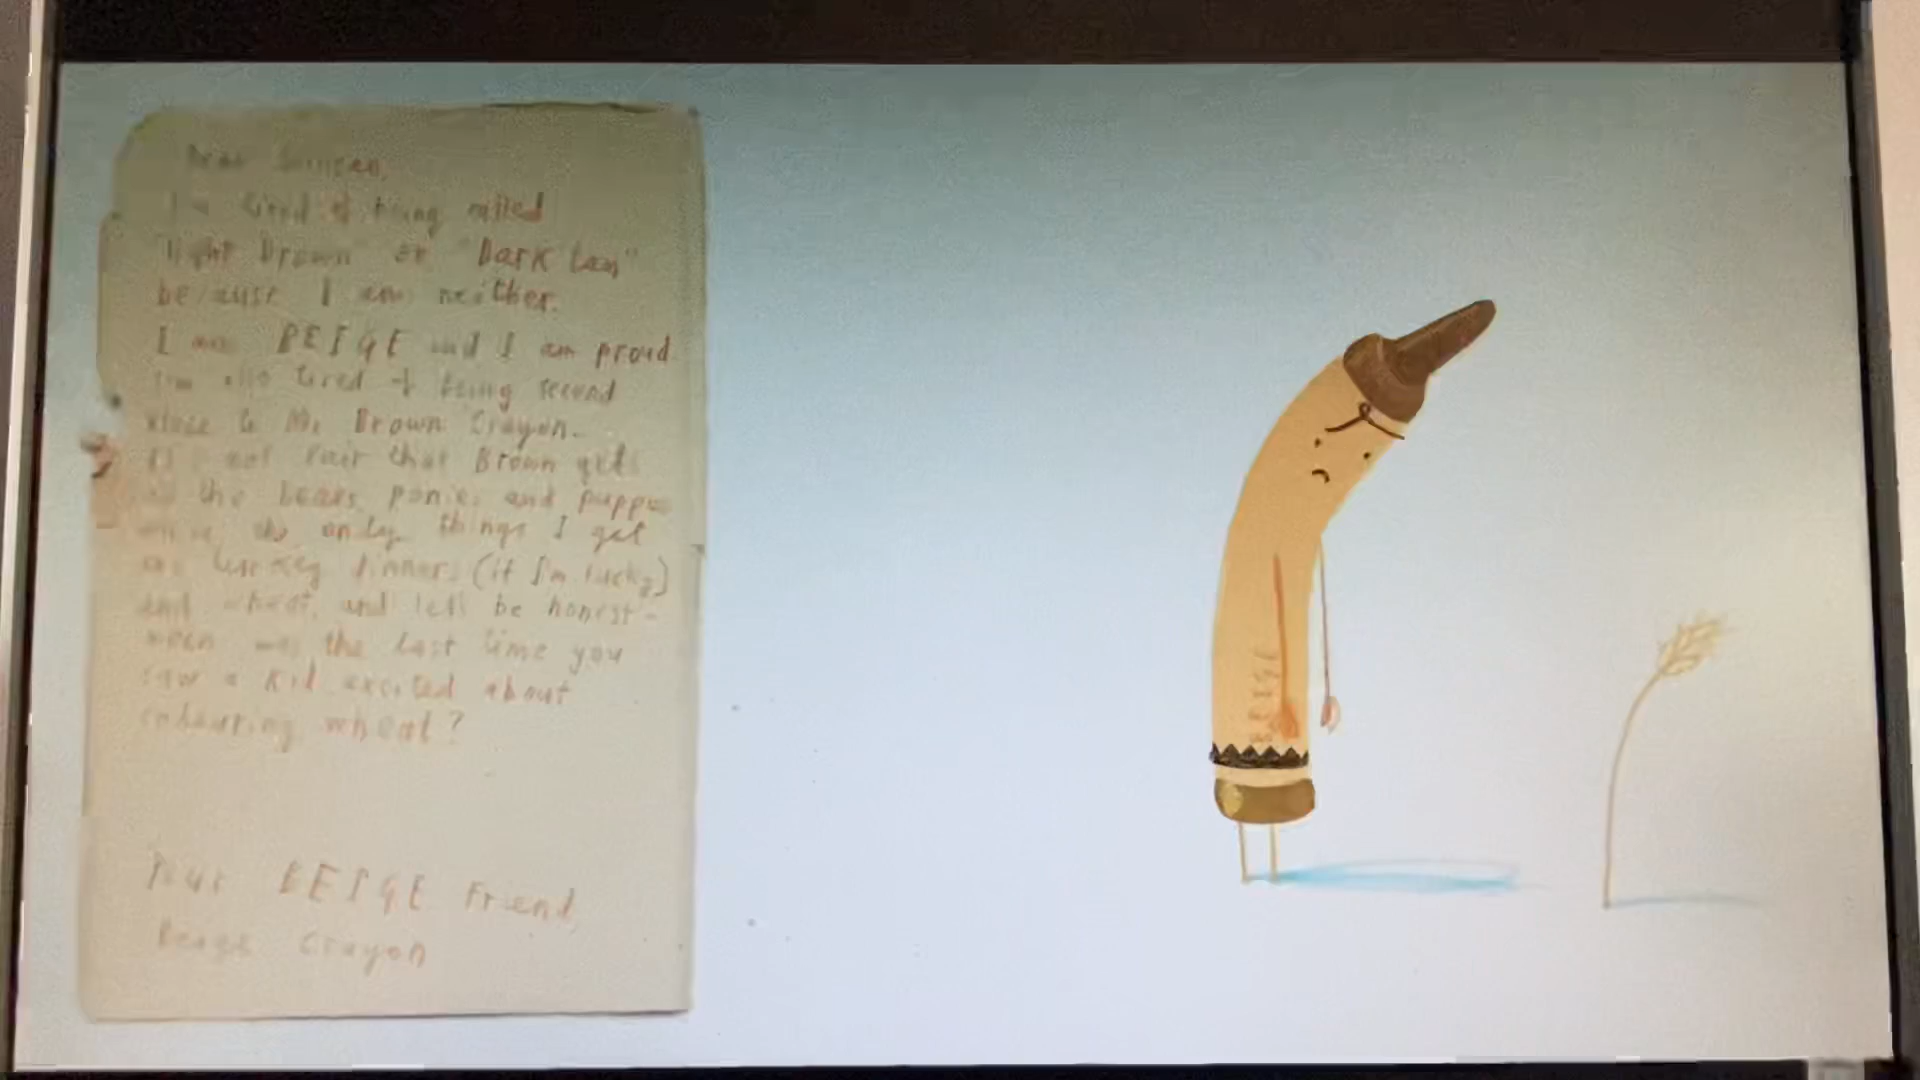 Dear Duncan,
I'm tired of being called
"light brown" or "Dark tan"
because I am neither.
I am BEIGE and I am proud.
I'm also tired of being second
place to Mr Brown Crayon.
It's not fair that Brown gets
all the bears, ponies and puppies
while the only things I get
are turkey dinners (if I'm lucky)
and wheat, and let's be honest-
when was the last time you
saw a kid excited about
colouring wheat?
Your BEIGE Friend,
Beige Crayon
BEIGE